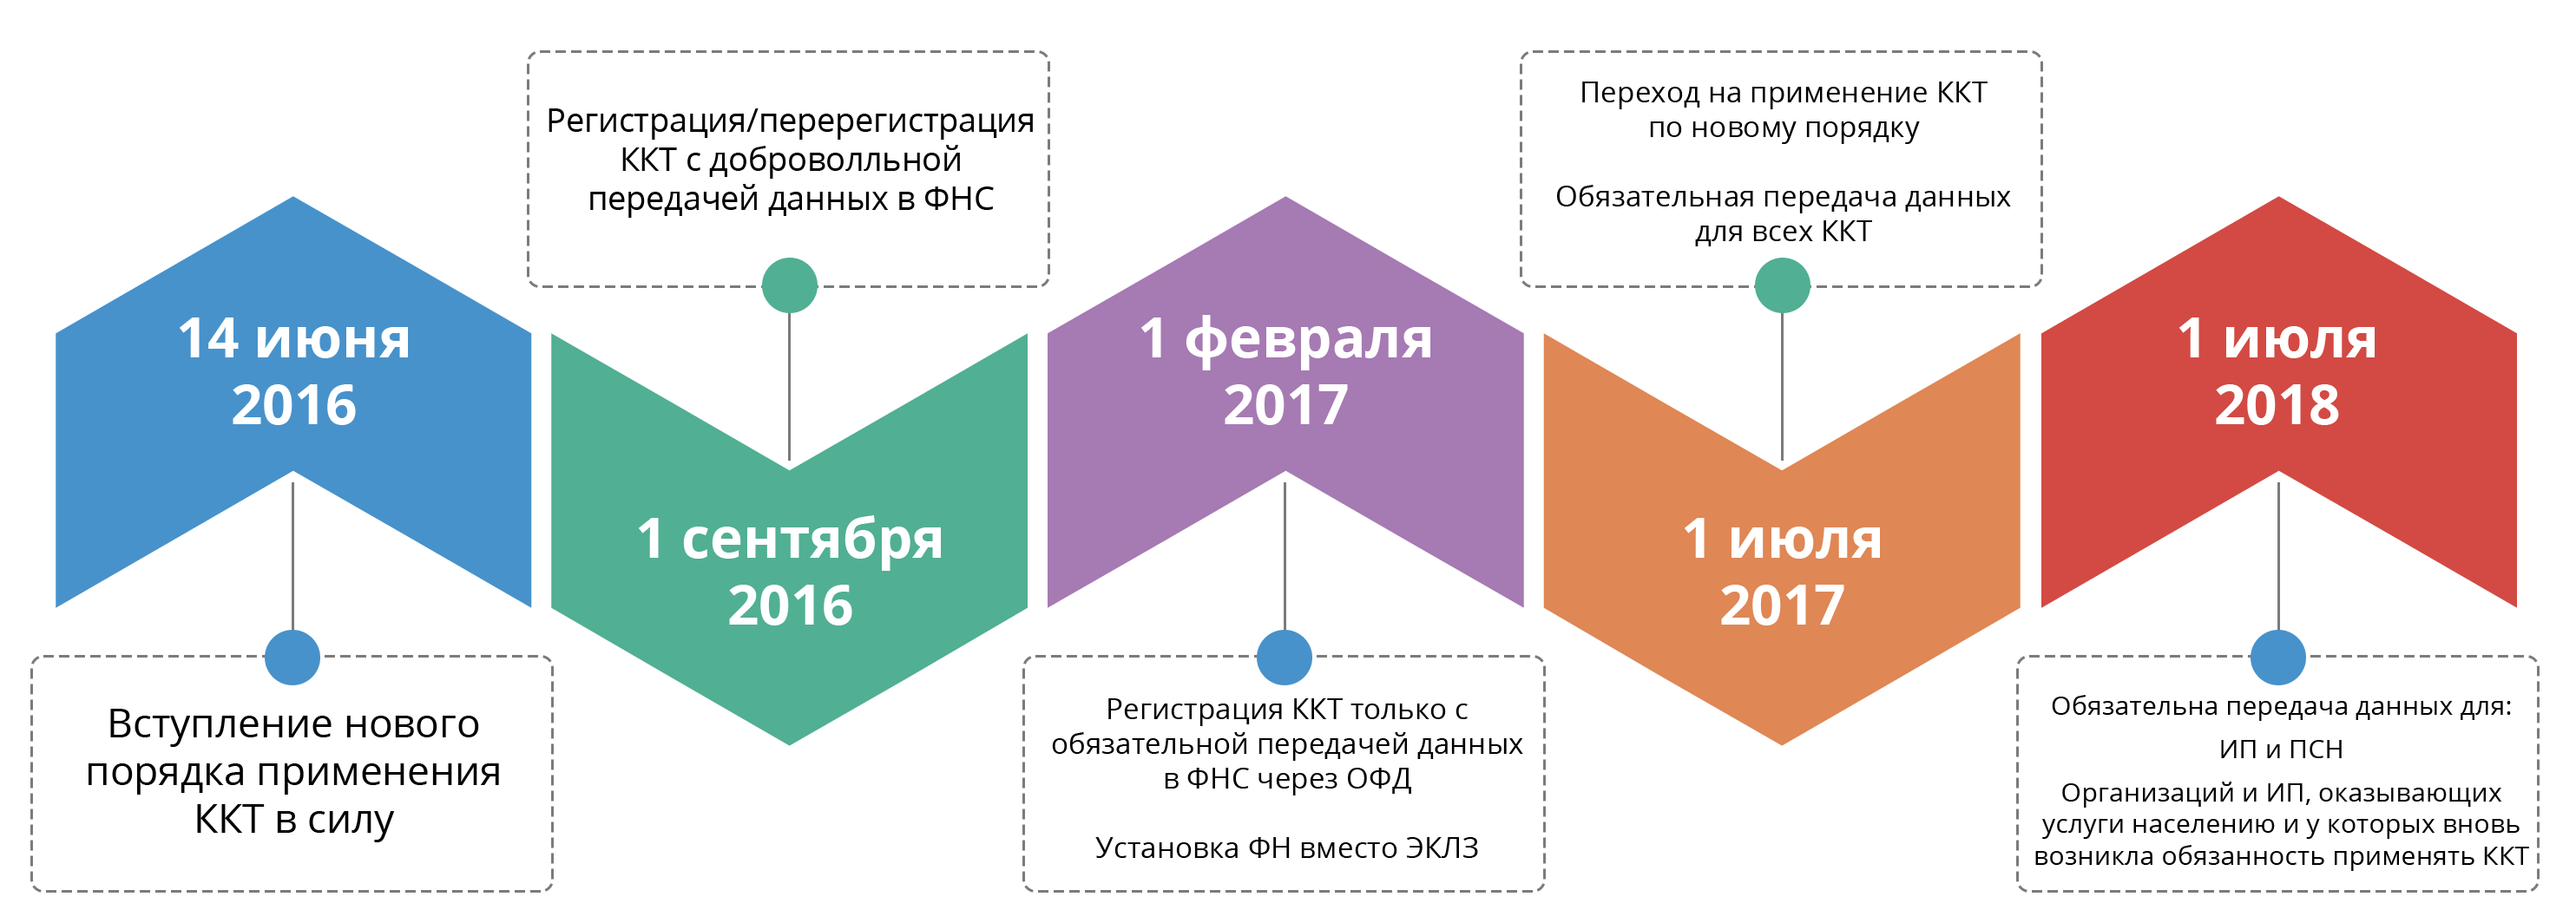 14 июня
2016
Вступление нового
порядка применения
ККТ в силу
Регистрация/перерегистрация
ККТ с доброволльной
передачей данных в ФНС
1 сентября
2016
1 февраля
2017
Регистрация ККТ только с
обязательной передачей данных
в ФНС через ОФД
Установка ФН вместо ЭКЛЗ
Переход на применение ККТ
по новому порядку
Обязательная передача данных
для всех ККТ
1 июля
2017
1 июля
2018
Обязательна передача данных для:
ИП и ПСН
Организаций и ИП, оказывающих
услуги населению и у которых вновь
возникла обязанность применять ККТ